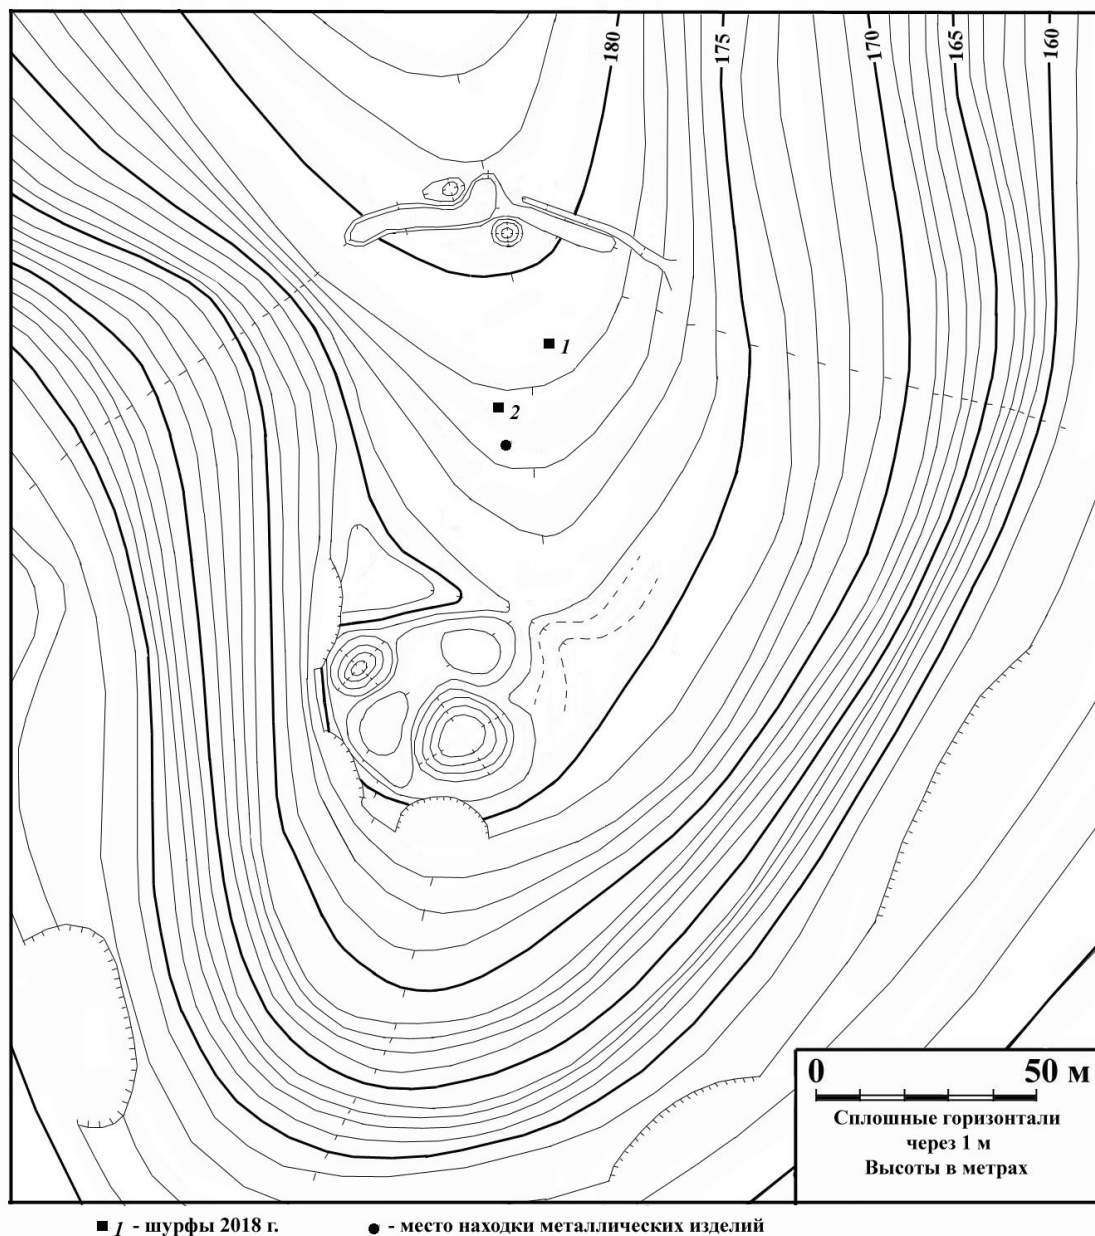 180
175
170
165
160
1
2
0 50 м
Сплошные горизонтали
через 1 м
Высоты в метрах
1 - шурфы 2018 г. - место находки металлических изделий